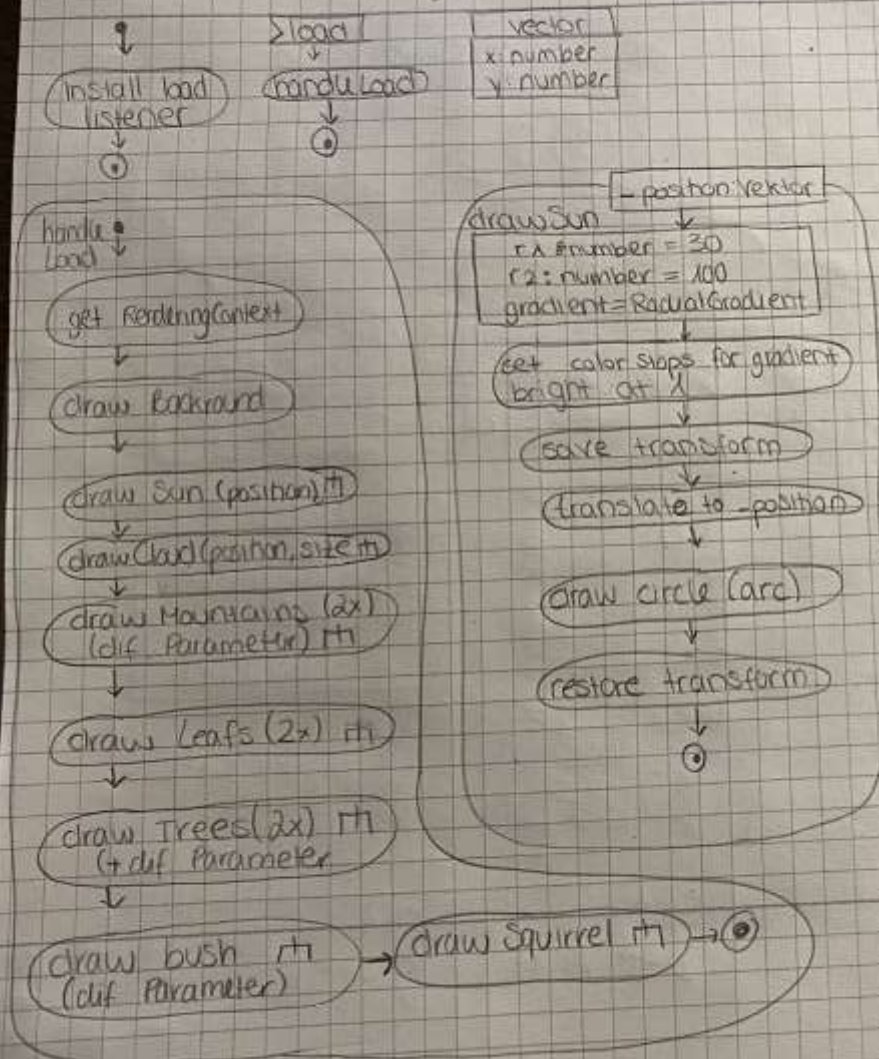 install load
listener
load
handleLoad
vector
x: number
y: number
handle
Load
get RenderingContext
draw Backround
draw Sun (position)
drawCloud(position, size
draw Mountains (2x)
(dif Parameter)
draw Leafs (2x)
draw Trees (2x)
(+ dif Parameter
draw bush
(dif Parameter)
draw Squirrel
_position: Vektor
drawSun
r1: number = 30
r2: number = 100
gradient = RadialGradient
set color stops for gradient
bright at 1
save transform
translate to _position
draw circle (arc)
restore transform